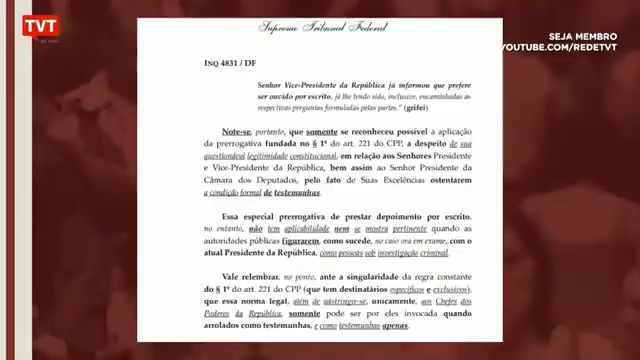 TVT
SEJA MEMBRO
YOUTUBE.COM/REDETVT
Supremo Tribunal Federal
INQ 4831 / DF
Senhor Vice-Presidente da República já informou que prefere
ser ouvido por escrito, já lhe tendo sido, inclusive, encaminhadas as
respectivas perguntas formuladas pelas partes.” (grifei)
Note-se, portanto, que somente se reconheceu possível a aplicação
da prerrogativa fundada no § 1º do art. 221 do CPP, a despeito de sua
questionável legitimidade constitucional, em relação aos Senhores Presidente
e Vice-Presidente da República, bem assim ao Senhor Presidente da
Câmara dos Deputados, pelo fato de Suas Excelências ostentarem
a condição formal de testemunhas.
Essa especial prerrogativa de prestar depoimento por escrito,
no entanto, não tem aplicabilidade nem se mostra pertinente quando as
autoridades públicas figurarem, como sucede, no caso ora em exame, com o
atual Presidente da República, como pessoas sob investigação criminal.
Vale relembrar, no ponto, ante a singularidade da regra constante
do § 1º do art. 221 do CPP (que tem destinatários específicos e exclusivos),
que essa norma legal, além de adstringir-se, unicamente, aos Chefes dos
Poderes da República, somente pode ser por eles invocada quando
arrolados como testemunhas, e como testemunhas apenas.